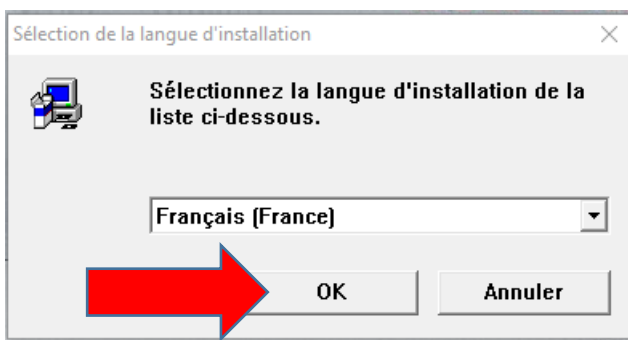 Sélection de la langue d'installation
Sélectionnez la langue d'installation de la
liste ci-dessous.
Français (France)
OK
Annuler